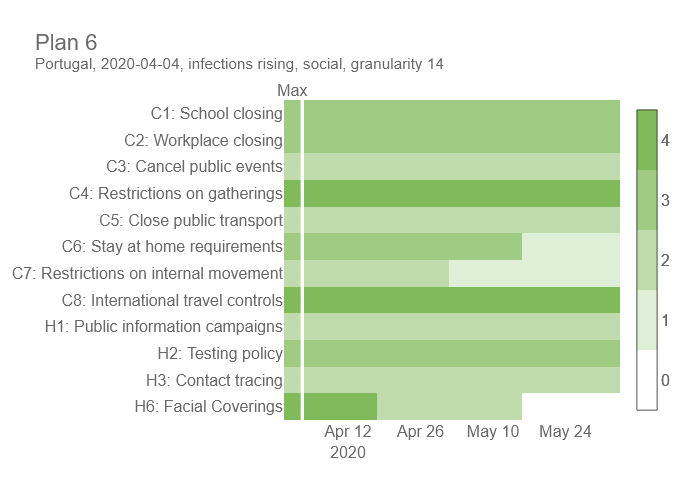 Plan 6
Portugal, 2020-04-04, infections rising, social, granularity 14
Max
C1: School closing
C2: Workplace closing
C3: Cancel public events
C4: Restrictions on gatherings
C5: Close public transport
C6: Stay at home requirements
C7: Restrictions on internal movement
C8: International travel controls
H1: Public information campaigns
H2: Testing policy
H3: Contact tracing
H6: Facial Coverings
Apr 12 Apr 26 May 10 May 24
2020
4
3
2
1
0